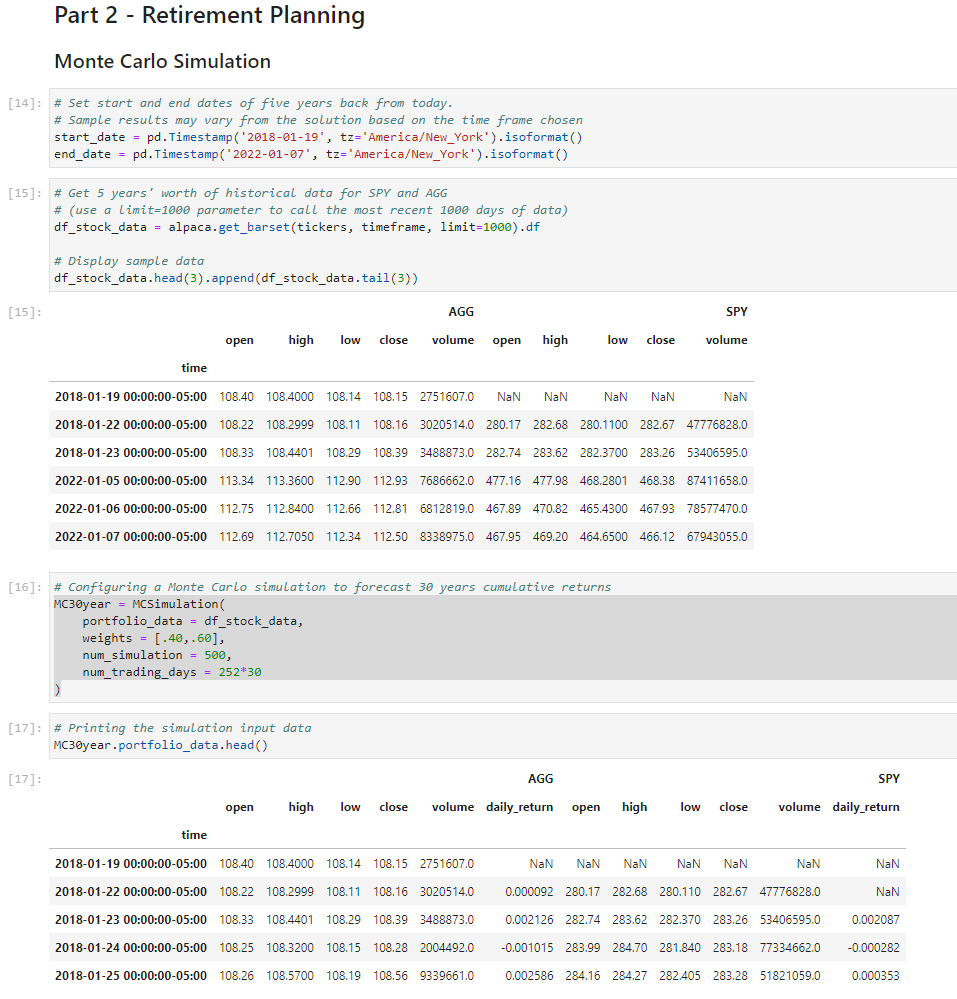 Part 2 - Retirement Planning
Monte Carlo Simulation
[14]: # Set start and end dates of five years back from today.
# Sample results may vary from the solution based on the time frame chosen
start_date = pd.Timestamp('2018-01-19', tz='America/New_York').isoformat()
end_date = pd.Timestamp('2022-01-07', tz='America/New_York').isoformat()
[15]: # Get 5 years' worth of historical data for SPY and AGG
# (use a limit=1000 parameter to call the most recent 1000 days of data)
df_stock_data = alpaca.get_barset(tickers, timeframe, limit=1000).df
# Display sample data
df_stock_data.head(3).append(df_stock_data.tail(3))
[15]: AGG SPY
open high low close volume open high low close volume
time
2018-01-19 00:00:00-05:00 108.40 108.4000 108.14 108.15 2751607.0 NaN NaN NaN NaN NaN
2018-01-22 00:00:00-05:00 108.22 108.2999 108.11 108.16 3020514.0 280.17 282.68 280.1100 282.67 47776828.0
2018-01-23 00:00:00-05:00 108.33 108.4401 108.29 108.39 3488873.0 282.74 283.62 282.3700 283.26 53406595.0
2022-01-05 00:00:00-05:00 113.34 113.3600 112.90 112.93 7686662.0 477.16 477.98 468.2801 468.38 87411658.0
2022-01-06 00:00:00-05:00 112.75 112.8400 112.66 112.81 6812819.0 467.89 470.82 465.4300 467.93 78577470.0
2022-01-07 00:00:00-05:00 112.69 112.7050 112.34 112.50 8338975.0 467.95 469.20 464.6500 466.12 67943055.0
[16]: # Configuring a Monte Carlo simulation to forecast 30 years cumulative returns
MC30year = MCSimulation(
portfolio_data = df_stock_data,
weights = [.40,.60],
num_simulation = 500,
num_trading_days = 252*30
)
[17]: # Printing the simulation input data
MC30year.portfolio_data.head()
[17]: AGG SPY
open high low close volume daily_return open high low close volume daily_return
time
2018-01-19 00:00:00-05:00 108.40 108.4000 108.14 108.15 2751607.0 NaN NaN NaN NaN NaN NaN NaN
2018-01-22 00:00:00-05:00 108.22 108.2999 108.11 108.16 3020514.0 0.000092 280.17 282.68 280.110 282.67 47776828.0 NaN
2018-01-23 00:00:00-05:00 108.33 108.4401 108.29 108.39 3488873.0 0.002126 282.74 283.62 282.370 283.26 53406595.0 0.002087
2018-01-24 00:00:00-05:00 108.25 108.3200 108.15 108.28 2004492.0 -0.001015 283.99 284.70 281.840 283.18 77334662.0 -0.000282
2018-01-25 00:00:00-05:00 108.26 108.5700 108.19 108.56 9339661.0 0.002586 284.16 284.27 282.405 283.28 51821059.0 0.000353